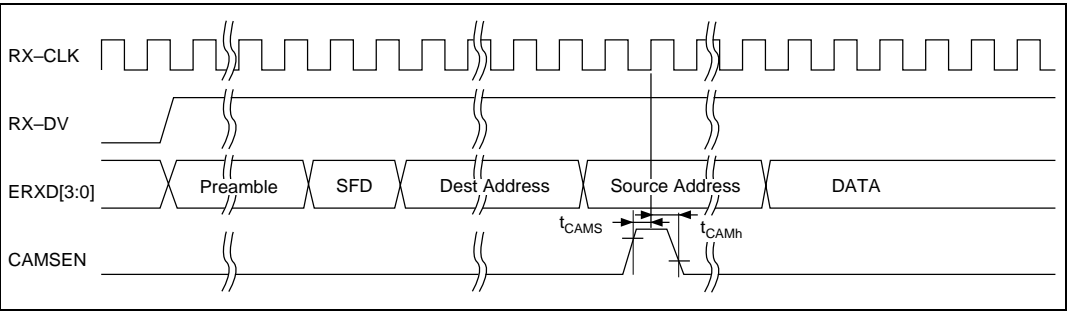 RX–CLK
RX–DV
ERXD[3:0] Preamble SFD Dest Address Source Address DATA
tCAMS tCAMh
CAMSEN